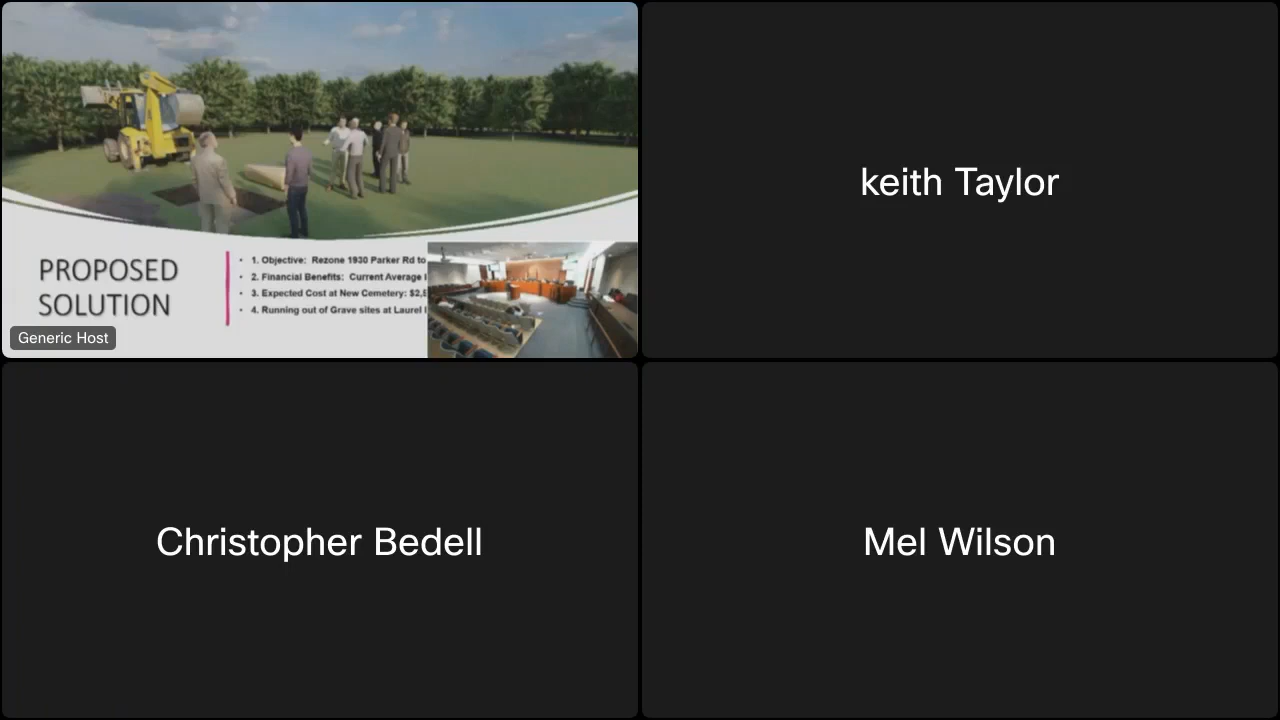 PROPOSED
SOLUTION
• 1. Objective: Rezone 1930 Parker Rd to
• 2. Financial Benefits: Current Average
• 3. Expected Cost at New Cemetery: $2,
• 4. Running out of Grave sites at Laurel
Generic Host
keith Taylor
Christopher Bedell
Mel Wilson